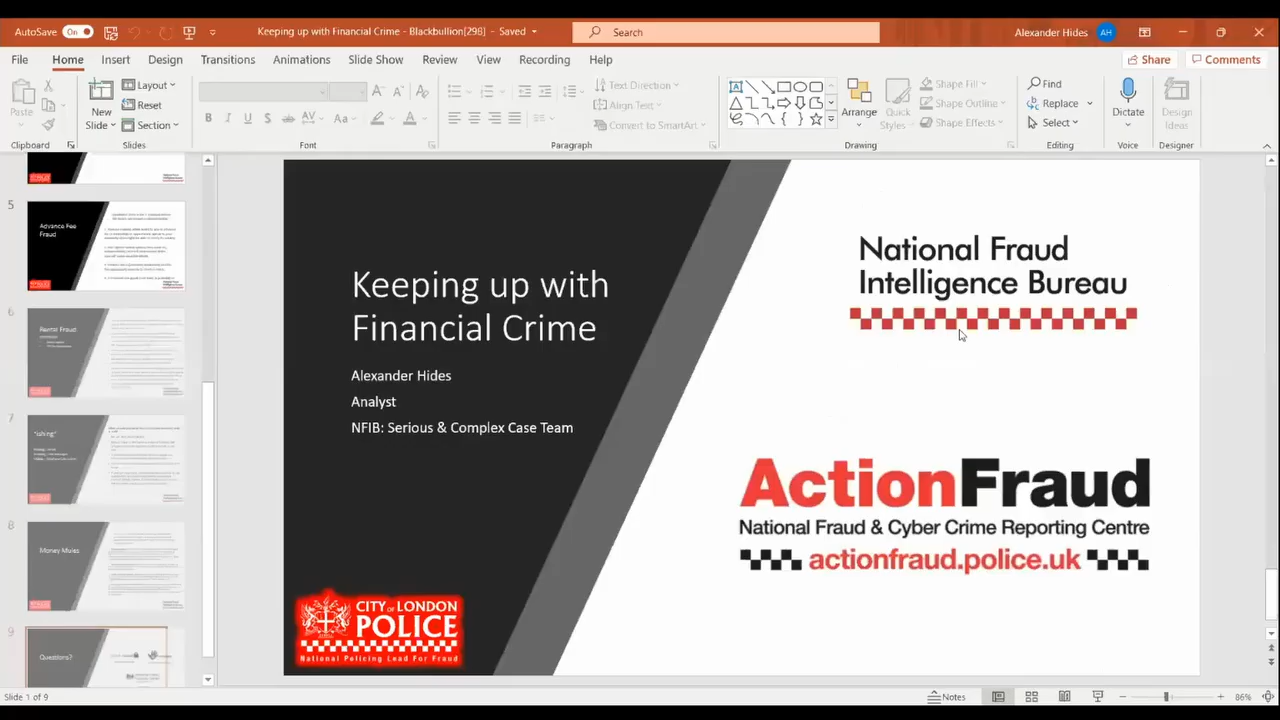 AutoSave On
Keeping up with Financial Crime - Blackbullion[298] - Saved
Search
Alexander Hides AH
File Home Insert Design Transitions Animations Slide Show Review View Recording Help
Share Comments
Paste
Clipboard
New
Slide
Layout
Reset
Section
Slides
Font
Text Direction
Align Text
Convert to SmartArt
Paragraph
Arrange
Quick
Styles
Shape Fill
Shape Outline
Shape Effects
Drawing
Find
Replace
Select
Editing
Dictate
Voice
Design
Ideas
Designer
5
Advance Fee
Fraud
6
7
*ishing*
8
Money Mules
9
Questions?
Keeping up with
Financial Crime
Alexander Hides
Analyst
NFIB: Serious & Complex Case Team
CITY OF LONDON
POLICE
National Policing Lead For Fraud
National Fraud
Intelligence Bureau
ActionFraud
National Fraud & Cyber Crime Reporting Centre
actionfraud.police.uk
Slide 1 of 9
Notes
86%